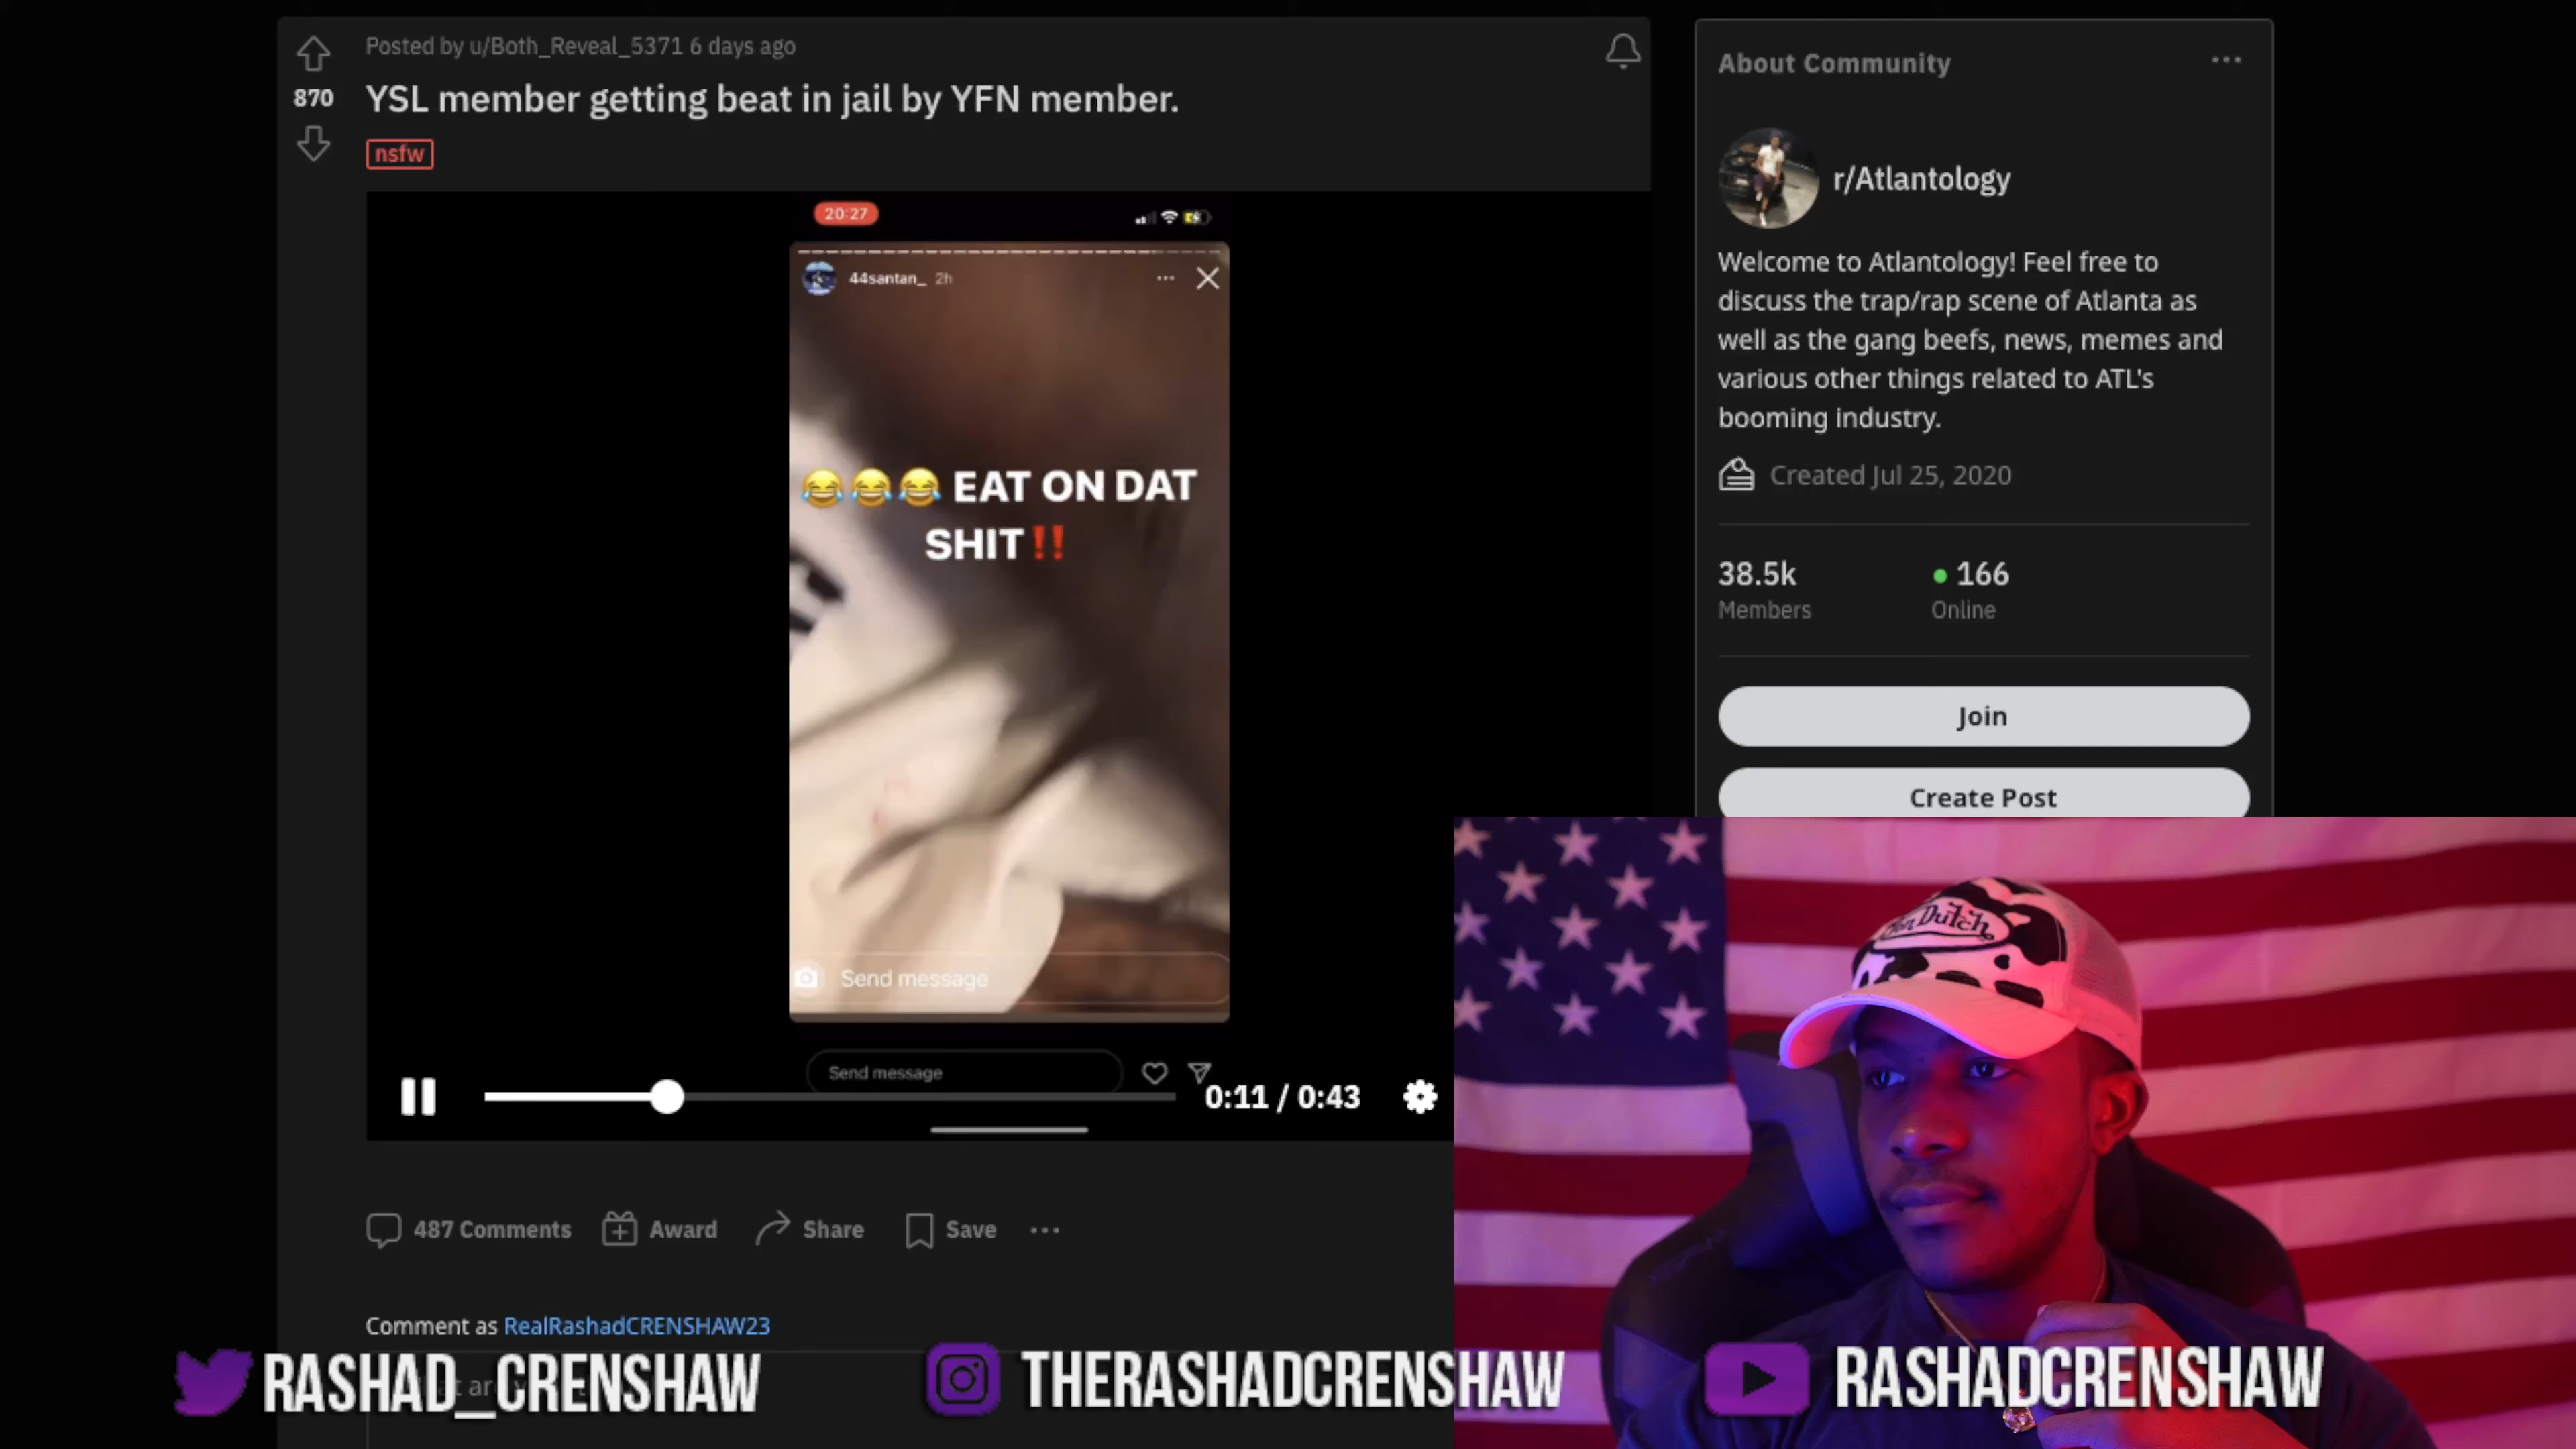 Posted by u/Both_Reveal_5371 6 days ago
870
YSL member getting beat in jail by YFN member.
nsfw
20:27
44santan_ 2h
😂😂😂 EAT ON DAT
SHIT‼️
Send message
Send message
0:11 / 0:43
487 Comments
Award
Share
Save
Comment as RealRashadCRENSHAW23
About Community
r/Atlantology
Welcome to Atlantology! Feel free to
discuss the trap/rap scene of Atlanta as
well as the gang beefs, news, memes and
various other things related to ATL's
booming industry.
Created Jul 25, 2020
38.5k
Members
166
Online
Join
Create Post
Von Dutch
RASHAD_CRENSHAW
THERASHADCRENSHAW
RASHADCRENSHAW